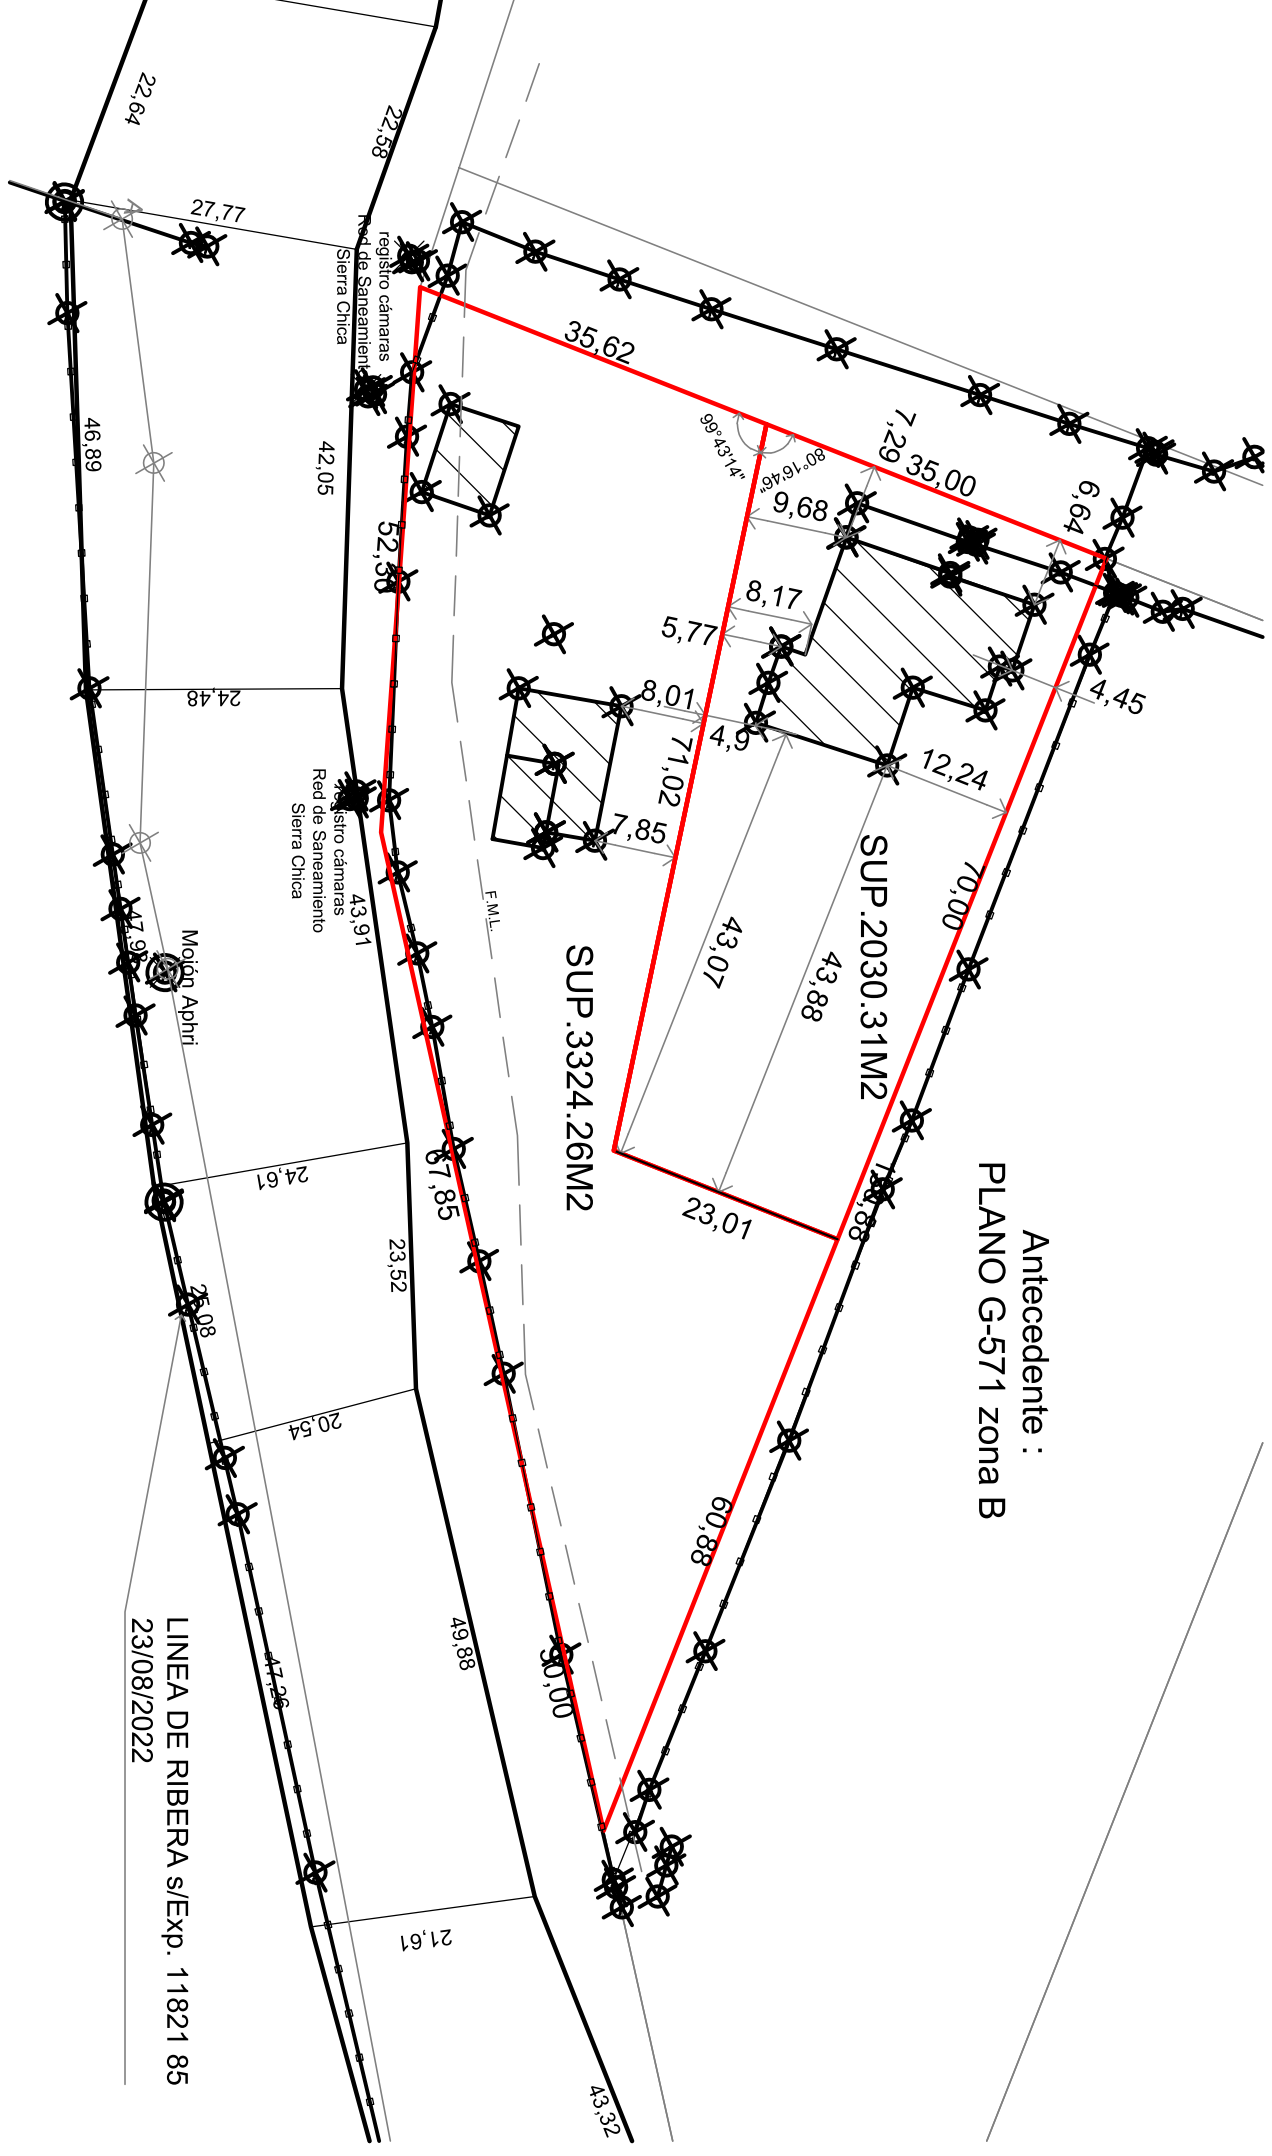 22,64
22,58
27,77
registro cámaras
Red de Saneamiento
Sierra Chica
35,62
99°43'14"
80°16'46"
7,29
35,00
6,64
9,68
46,89
42,05
8,17
5,77
24,48
8,01
4,9
71,02
4,45
12,24
7,85
registro cámaras
Red de Saneamiento
Sierra Chica
43,91
F.M.L.
Mojón Aphri
43,07
43,88
70,00
SUP.2030.31M2
SUP.3324.26M2
24,61
67,85
23,01
23,52
Antecedente :
PLANO G-571 zona B
20,54
60,88
49,88
47,26
30,00
LINEA DE RIBERA s/Exp. 11821 85
23/08/2022
21,61
43,32